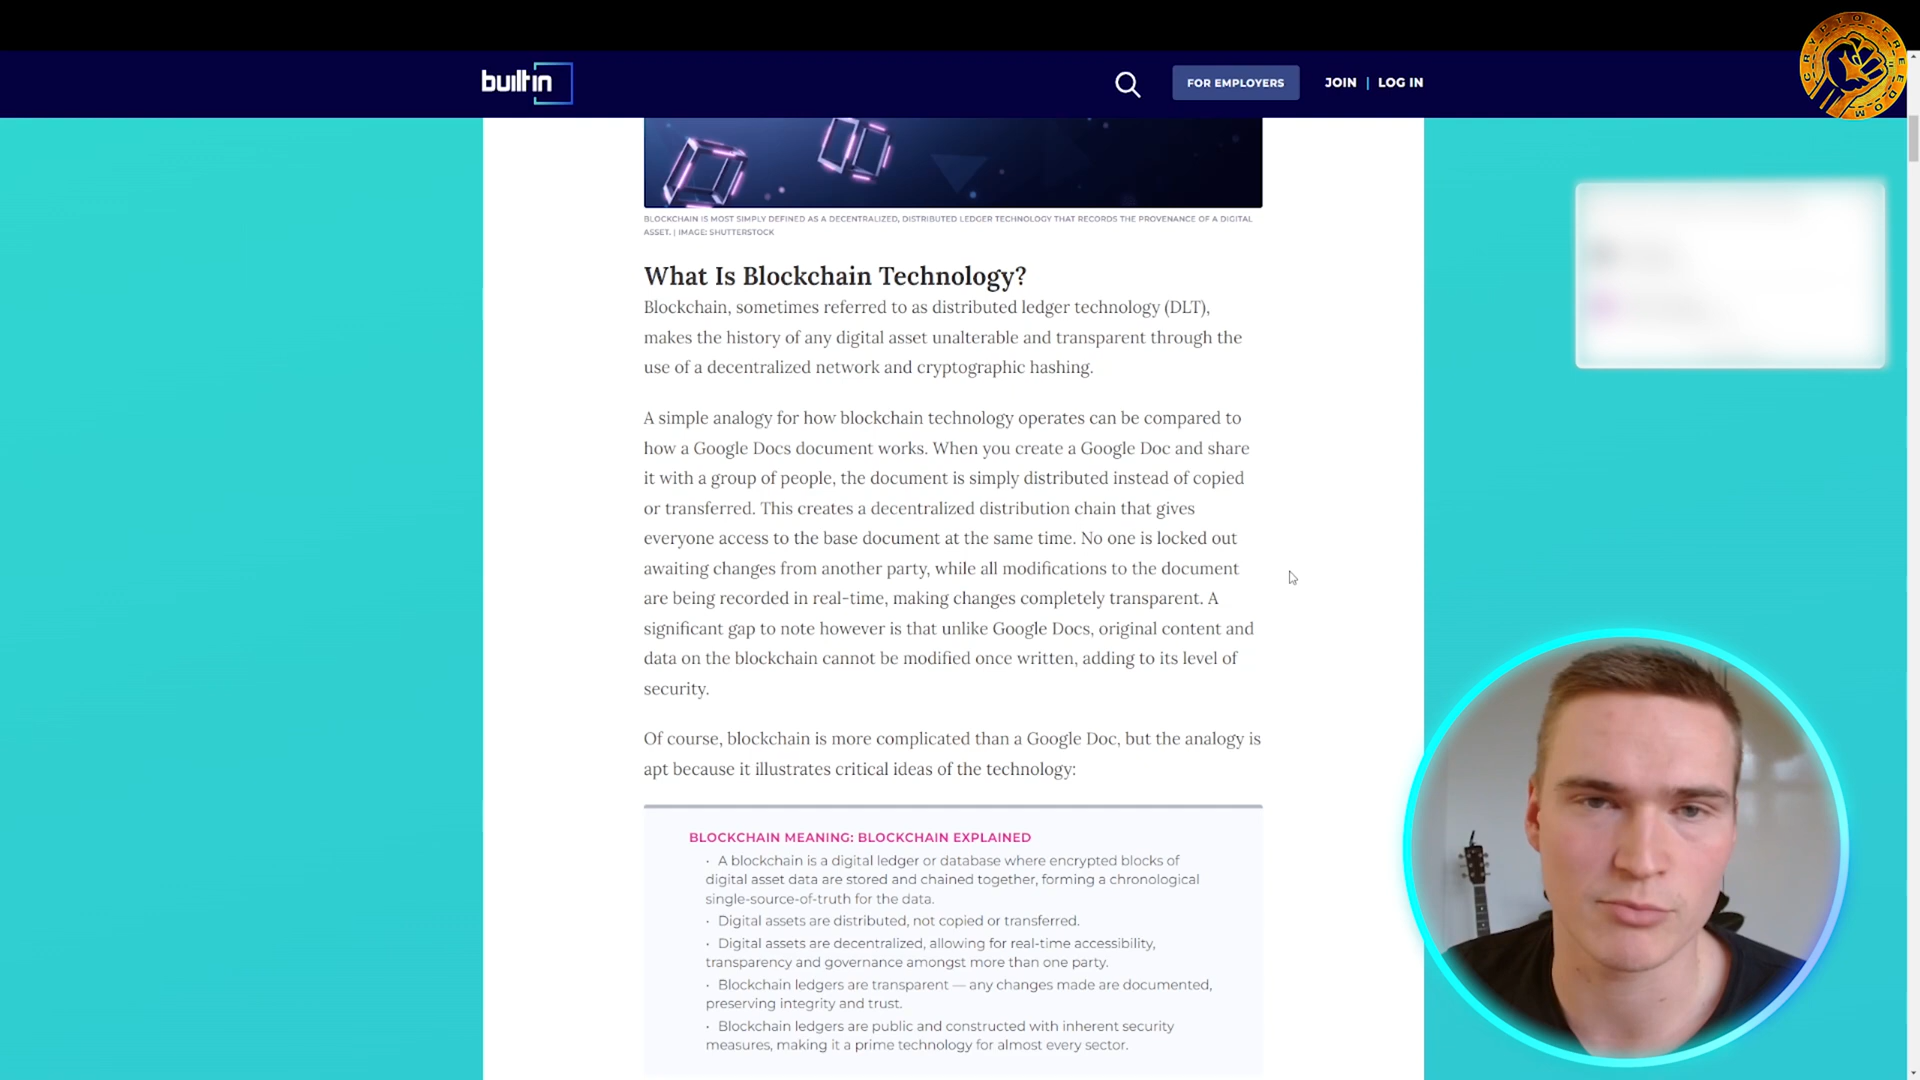 CRYPTO FREEDOM
built in
FOR EMPLOYERS
JOIN | LOG IN
BLOCKCHAIN IS MOST SIMPLY DEFINED AS A DECENTRALIZED, DISTRIBUTED LEDGER TECHNOLOGY THAT RECORDS THE PROVENANCE OF A DIGITAL
ASSET. | IMAGE: SHUTTERSTOCK
What Is Blockchain Technology?
Blockchain, sometimes referred to as distributed ledger technology (DLT),
makes the history of any digital asset unalterable and transparent through the
use of a decentralized network and cryptographic hashing.
A simple analogy for how blockchain technology operates can be compared to
how a Google Docs document works. When you create a Google Doc and share
it with a group of people, the document is simply distributed instead of copied
or transferred. This creates a decentralized distribution chain that gives
everyone access to the base document at the same time. No one is locked out
awaiting changes from another party, while all modifications to the document
are being recorded in real-time, making changes completely transparent. A
significant gap to note however is that unlike Google Docs, original content and
data on the blockchain cannot be modified once written, adding to its level of
security.
Of course, blockchain is more complicated than a Google Doc, but the analogy is
apt because it illustrates critical ideas of the technology:
BLOCKCHAIN MEANING: BLOCKCHAIN EXPLAINED
· A blockchain is a digital ledger or database where encrypted blocks of
digital asset data are stored and chained together, forming a chronological
single-source-of-truth for the data.
· Digital assets are distributed, not copied or transferred.
· Digital assets are decentralized, allowing for real-time accessibility,
transparency and governance amongst more than one party.
· Blockchain ledgers are transparent — any changes made are documented,
preserving integrity and trust.
· Blockchain ledgers are public and constructed with inherent security
measures, making it a prime technology for almost every sector.